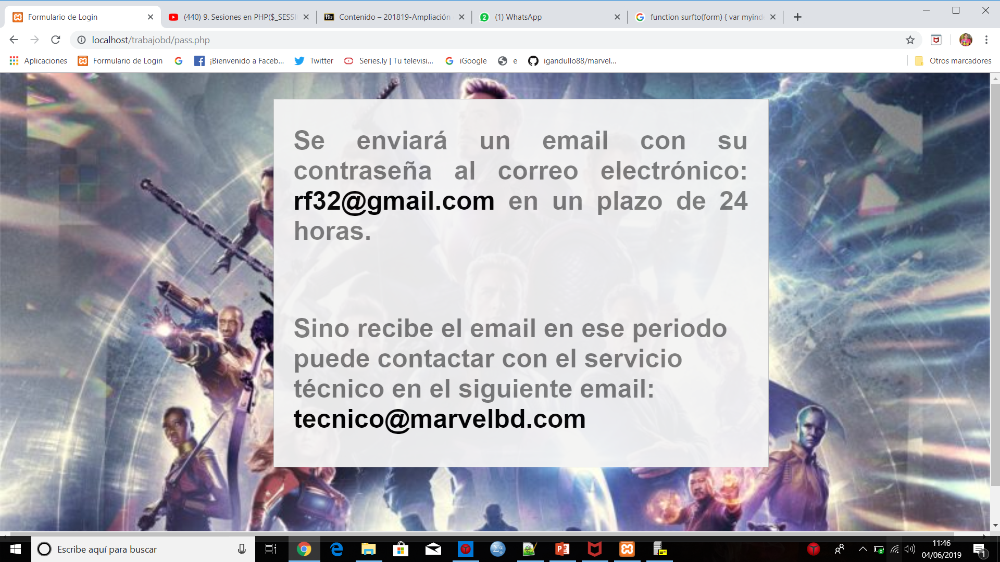 Formulario de Login
(440) 9. Sesiones en PHP($_SESSI
Contenido – 201819-Ampliación
(1) WhatsApp
function surfto(form) { var myind
localhost/trabajobd/pass.php
Aplicaciones
Formulario de Login
¡Bienvenido a Faceb...
Twitter
Series.ly | Tu televisi...
iGoogle
e
igandullo88/marvel...
Otros marcadores
Se enviará un email con su
contraseña al correo electrónico:
rf32@gmail.com en un plazo de 24
horas.
Sino recibe el email en ese periodo
puede contactar con el servicio
técnico en el siguiente email:
tecnico@marvelbd.com
Escribe aquí para buscar
11:46
04/06/2019
1